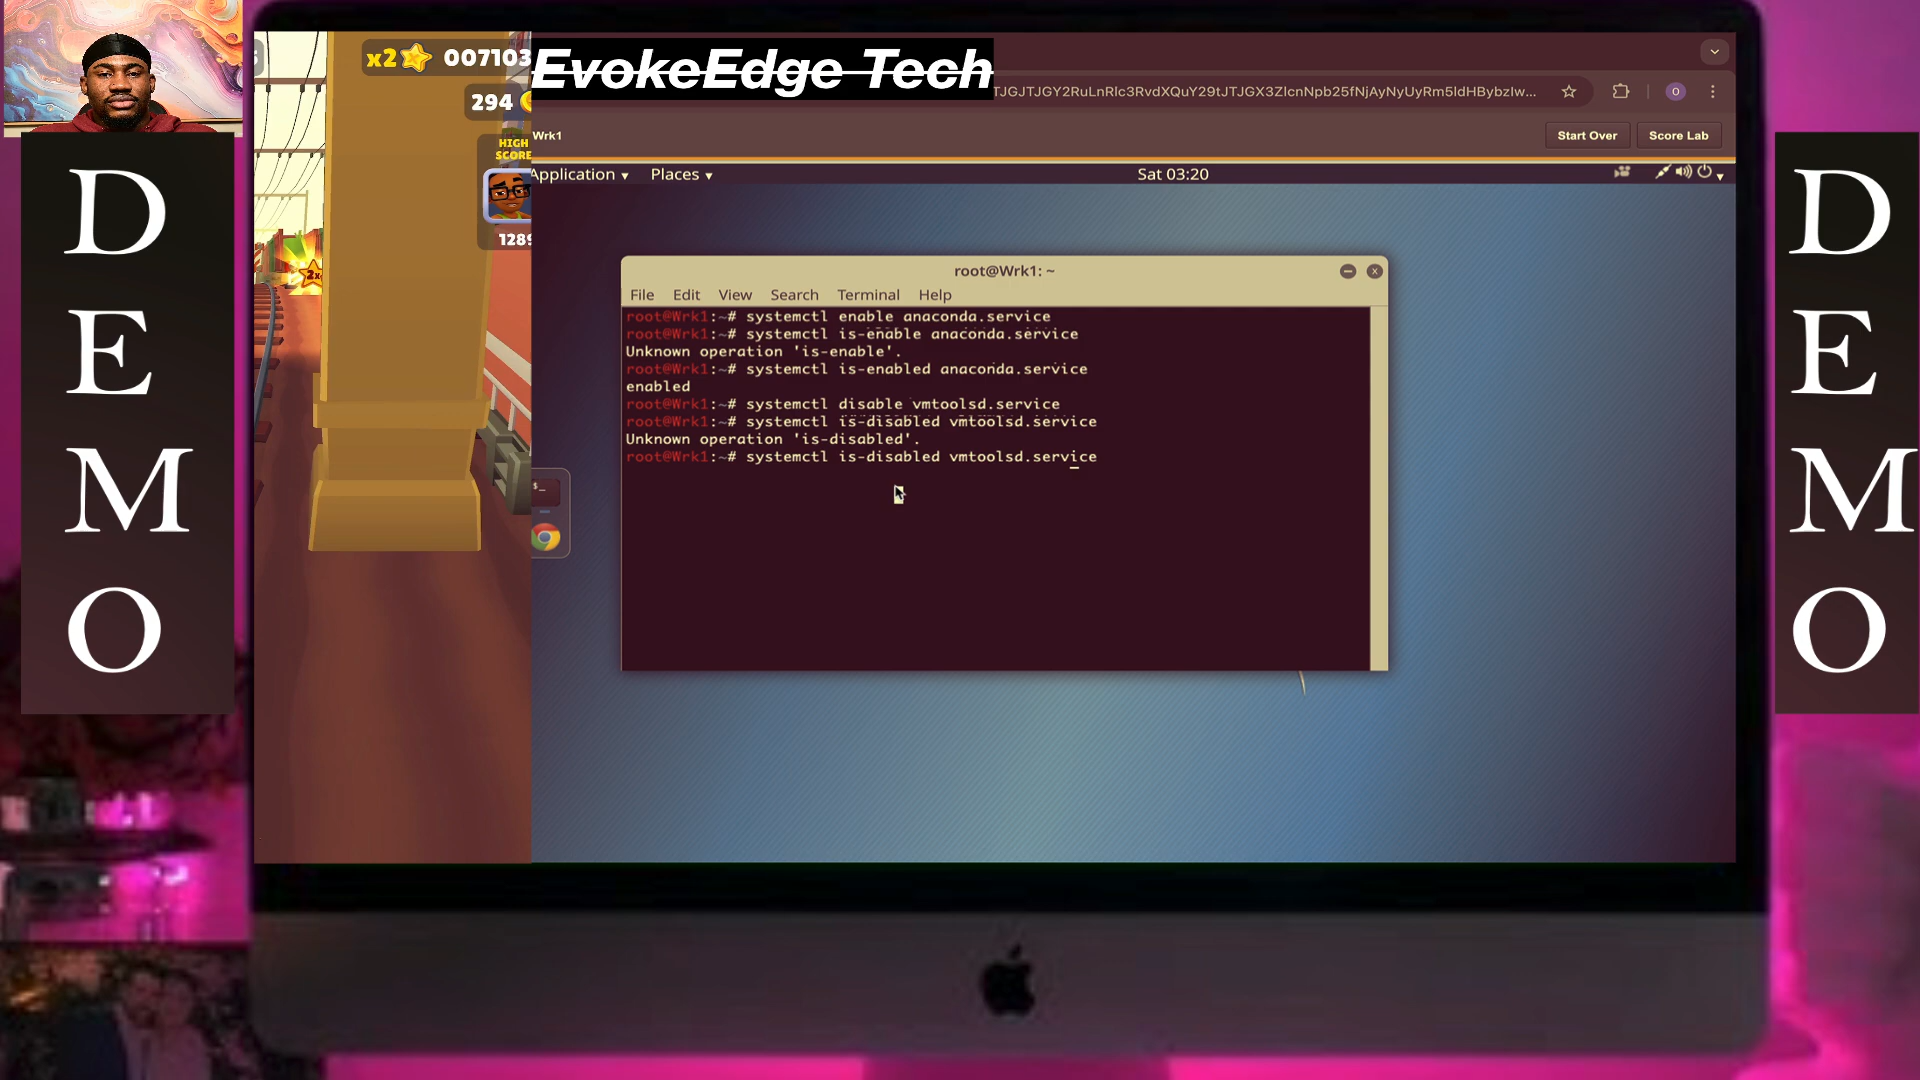 x2 007103
294
HIGH
SCORE
2x
EvokeEdge Tech
TJGJTJGY2RuLnRlc3RvdXQuY29tJTJGX3ZlcnNpb25fNjAyNyUyRm5ldHBybzIw...
O
Wrk1
Start Over
Score Lab
Application
Places
Sat 03:20
root@Wrk1: ~
File Edit View Search Terminal Help
root@Wrk1:~# systemctl enable anaconda.service
root@Wrk1:~# systemctl is-enable anaconda.service
Unknown operation 'is-enable'.
root@Wrk1:~# systemctl is-enabled anaconda.service
enabled
root@Wrk1:~# systemctl disable vmtoolsd.service
root@Wrk1:~# systemctl is-disabled vmtoolsd.service
Unknown operation 'is-disabled'.
root@Wrk1:~# systemctl is-disabled vmtoolsd.service
$_
D
E
M
O
D
E
M
O